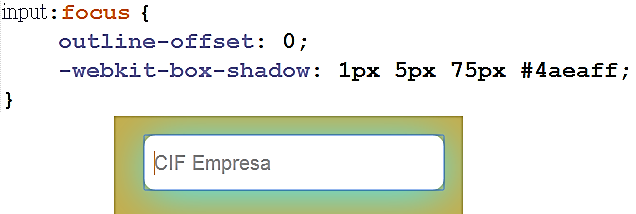 input:focus {
outline-offset: 0;
-webkit-box-shadow: 1px 5px 75px #4aeaff;
}
CIF Empresa